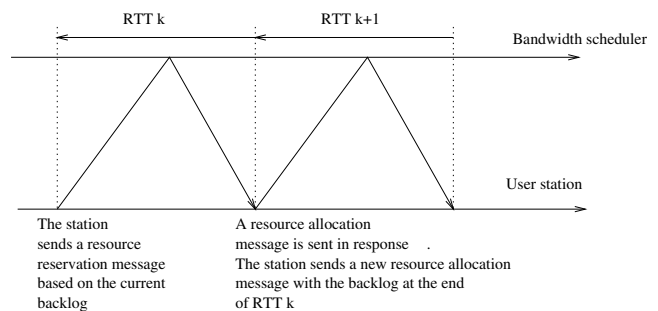 RTT k
RTT k+1
Bandwidth scheduler
User station
The station
sends a resource
reservation message
based on the current
backlog
A resource allocation
message is sent in response .
The station sends a new resource allocation
message with the backlog at the end
of RTT k